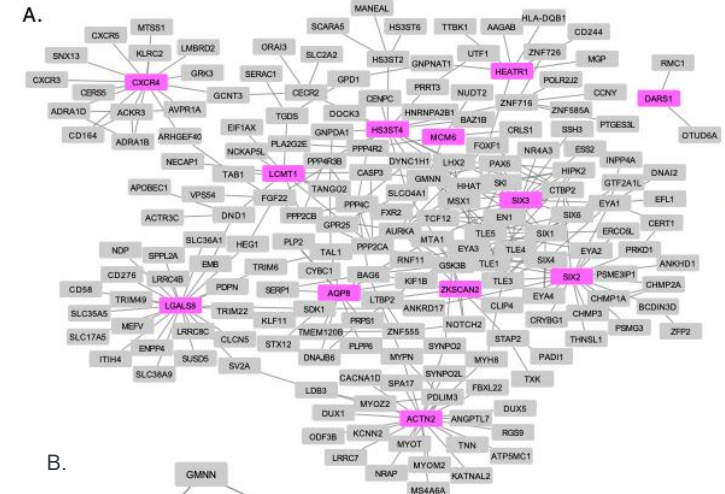 A.
MANEAL
SCARA5
HS3ST6
TTBK1
AAGAB
HLA-DQB1
CXCR5
MTSS1
CD244
SNX13
KLRC2
LMBRD2
ORAI3
SLC2A2
HS3ST2
GNPNAT1
UTF1
ZNF726
MGP
RMC1
CXCR3
CXCR4
GRK3
SERAC1
GPD1
HEATR1
POLR2J2
CERS5
GCNT3
CECR2
PRRT3
NUDT2
CCNY
DARS1
ADRA1D
ACKR3
AVPR1A
CENPC
ZNF716
ZNF585A
TGDS
DOCK3
HNRNPA2B1
BAZ1B
PTGES3L
CD164
ADRA1B
ARHGEF40
EIF1AX
GNPDA1
HS3ST4
MCM6
CRLS1
SSH3
OTUD6A
PLA2G2E
PPP4R2
FOXF1
NR4A3
ESS2
NECAP1
NCKAP5L
PPP4R3B
DYNC1H1
LHX2
PAX6
INPP4A
TAB1
LCMT1
CASP3
HIPK2
DNAI2
APOBEC1
VPS54
TANGO2
SLCO4A1
GMNN
HHAT
SKI
CTBP2
GTF2A1L
FGF22
PPP4C
MSX1
SIX3
EYA1
EFL1
ACTR3C
DND1
PPP2CB
FXR2
TCF12
EN1
SIX6
CERT1
GPR25
AURKA
TLE5
SIX1
ERCC6L
NDP
SLC36A1
HEG1
PLP2
PPP2CA
MTA1
EYA3
TLE4
EYA2
PRKD1
SPPL2A
EMB
TRIM6
TAL1
RNF11
GSK3B
TLE1
SIX4
ANKHD1
CD276
LRRC4B
CYBC1
BAG6
SIX2
PSME3IP1
CD58
TRIM49
PDPN
SERP1
AQP8
KIF1B
ZKSCAN2
TLE3
CHMP2A
SLC35A5
LGALS8
TRIM22
SDK1
LTBP2
ANKRD17
CLIP4
EYA4
CHMP1A
BCDIN3D
MEFV
KLF11
PRPS1
CRYBG1
CHMP3
SLC17A5
LRRC8C
TMEM120B
ZNF555
NOTCH2
PSMG3
ZFP2
ENPP4
CLCN5
STX12
PLPP6
SYNPO2
STAP2
THNSL1
ITIH4
SUSD5
DNAJB6
MYPN
MYH8
PADI1
SLC38A9
SV2A
CACNA1D
SPA17
SYNPO2L
TXK
LDB3
FBXL22
MYOZ2
PDLIM3
DUX1
ACTN2
ANGPTL7
DUX5
ODF3B
KCNN2
RGS9
MYOT
TNN
LRRC7
ATP5MC1
B.
MYOM2
NRAP
KATNAL2
GMNN
MS4A6A